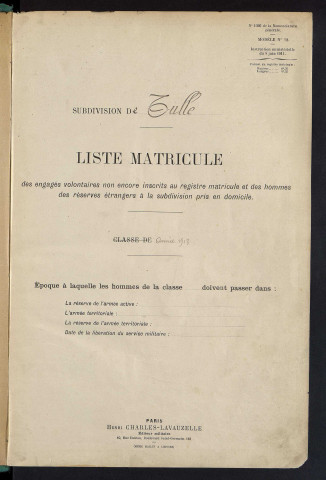 MODÈLE N°
SUBDIVISION DE Tulle
LISTE MATRICULE
des engagés volontaires non encore inscrits au registre matricule et des hommes
des réserves étrangers à la subdivision pris en domicile.
CLASSE DE
Époque à laquelle les hommes de la classe doivent passer dans :
La réserve de l'armée active :
L'armée territoriale :
La réserve de l'armée territoriale :
Date de la libération du service militaire :
PARIS
HENRI CHARLES-LAVAUZELLE
Éditeur militaire